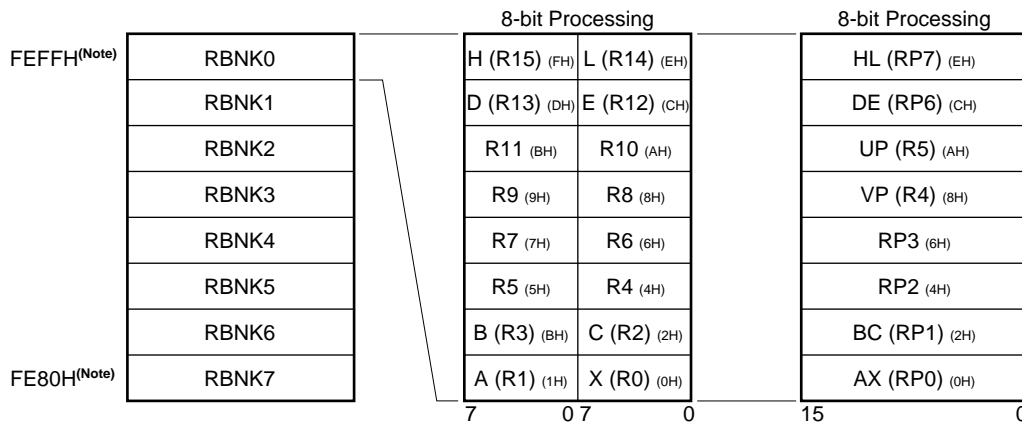 8-bit Processing 8-bit Processing
FEFFH(Note) RBNK0 H (R15) (FH) L (R14) (EH) HL (RP7) (EH)
RBNK1 D (R13) (DH) E (R12) (CH) DE (RP6) (CH)
RBNK2 R11 (BH) R10 (AH) UP (R5) (AH)
RBNK3 R9 (9H) R8 (8H) VP (R4) (8H)
RBNK4 R7 (7H) R6 (6H) RP3 (6H)
RBNK5 R5 (5H) R4 (4H) RP2 (4H)
RBNK6 B (R3) (BH) C (R2) (2H) BC (RP1) (2H)
FE80H(Note) RBNK7 A (R1) (1H) X (R0) (0H) AX (RP0) (0H)
7 0 7 0 15 0